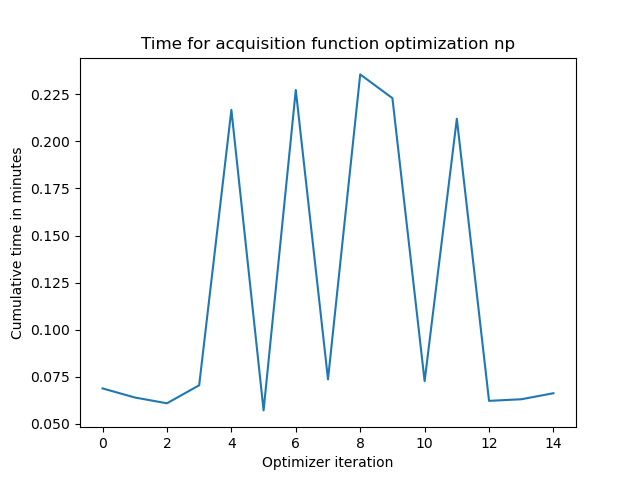 Time for acquisition function optimization np
Cumulative time in minutes
0.225
0.200
0.175
0.150
0.125
0.100
0.075
0.050
0 2 4 6 8 10 12 14
Optimizer iteration